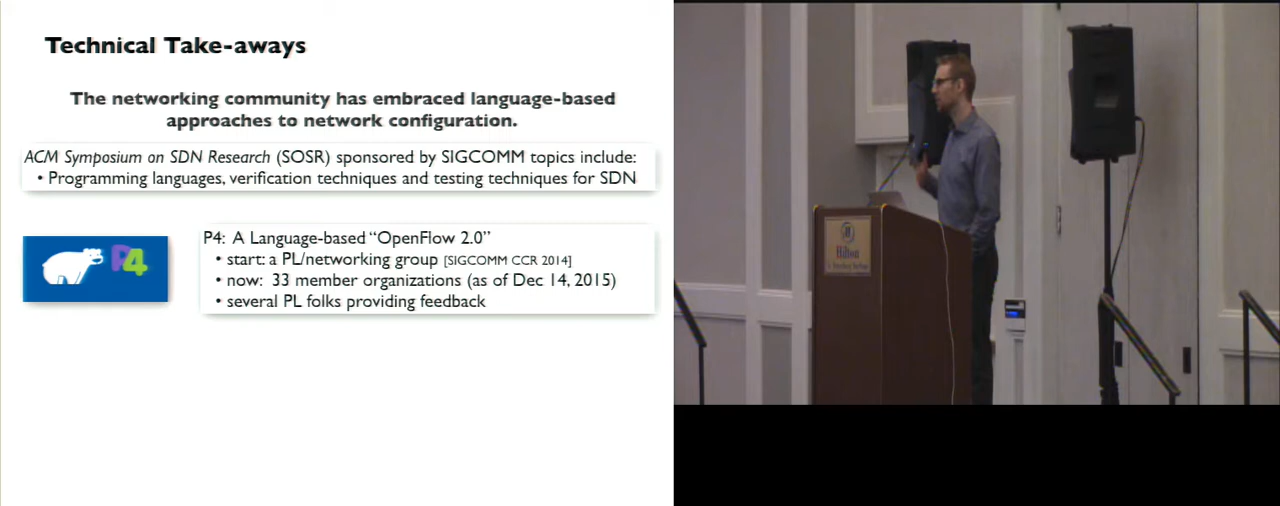 Technical Take-aways
The networking community has embraced language-based
approaches to network configuration.
ACM Symposium on SDN Research (SOSR) sponsored by SIGCOMM topics include:
• Programming languages, verification techniques and testing techniques for SDN
P4
P4: A Language-based “OpenFlow 2.0”
• start: a PL/networking group [SIGCOMM CCR 2014]
• now: 33 member organizations (as of Dec 14, 2015)
• several PL folks providing feedback
Hilton